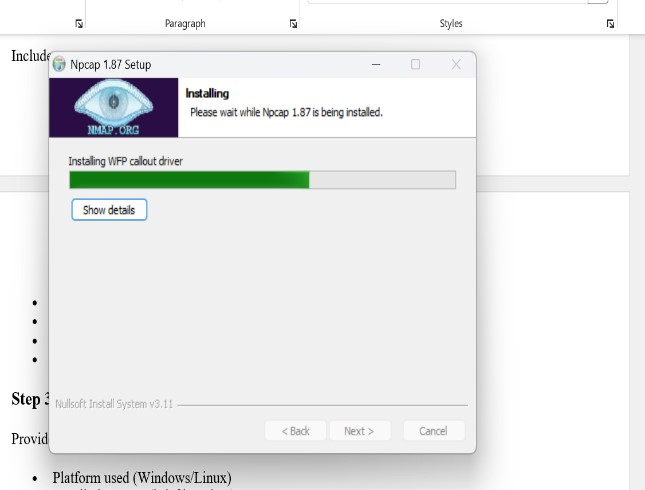 Paragraph
Styles
Include
Npcap 1.87 Setup
NMAP.ORG
Installing
Please wait while Npcap 1.87 is being installed.
Installing WFP callout driver
Show details
Nullsoft Install System v3.11
< Back
Next >
Cancel
Step 3
Provid
Platform used (Windows/Linux)